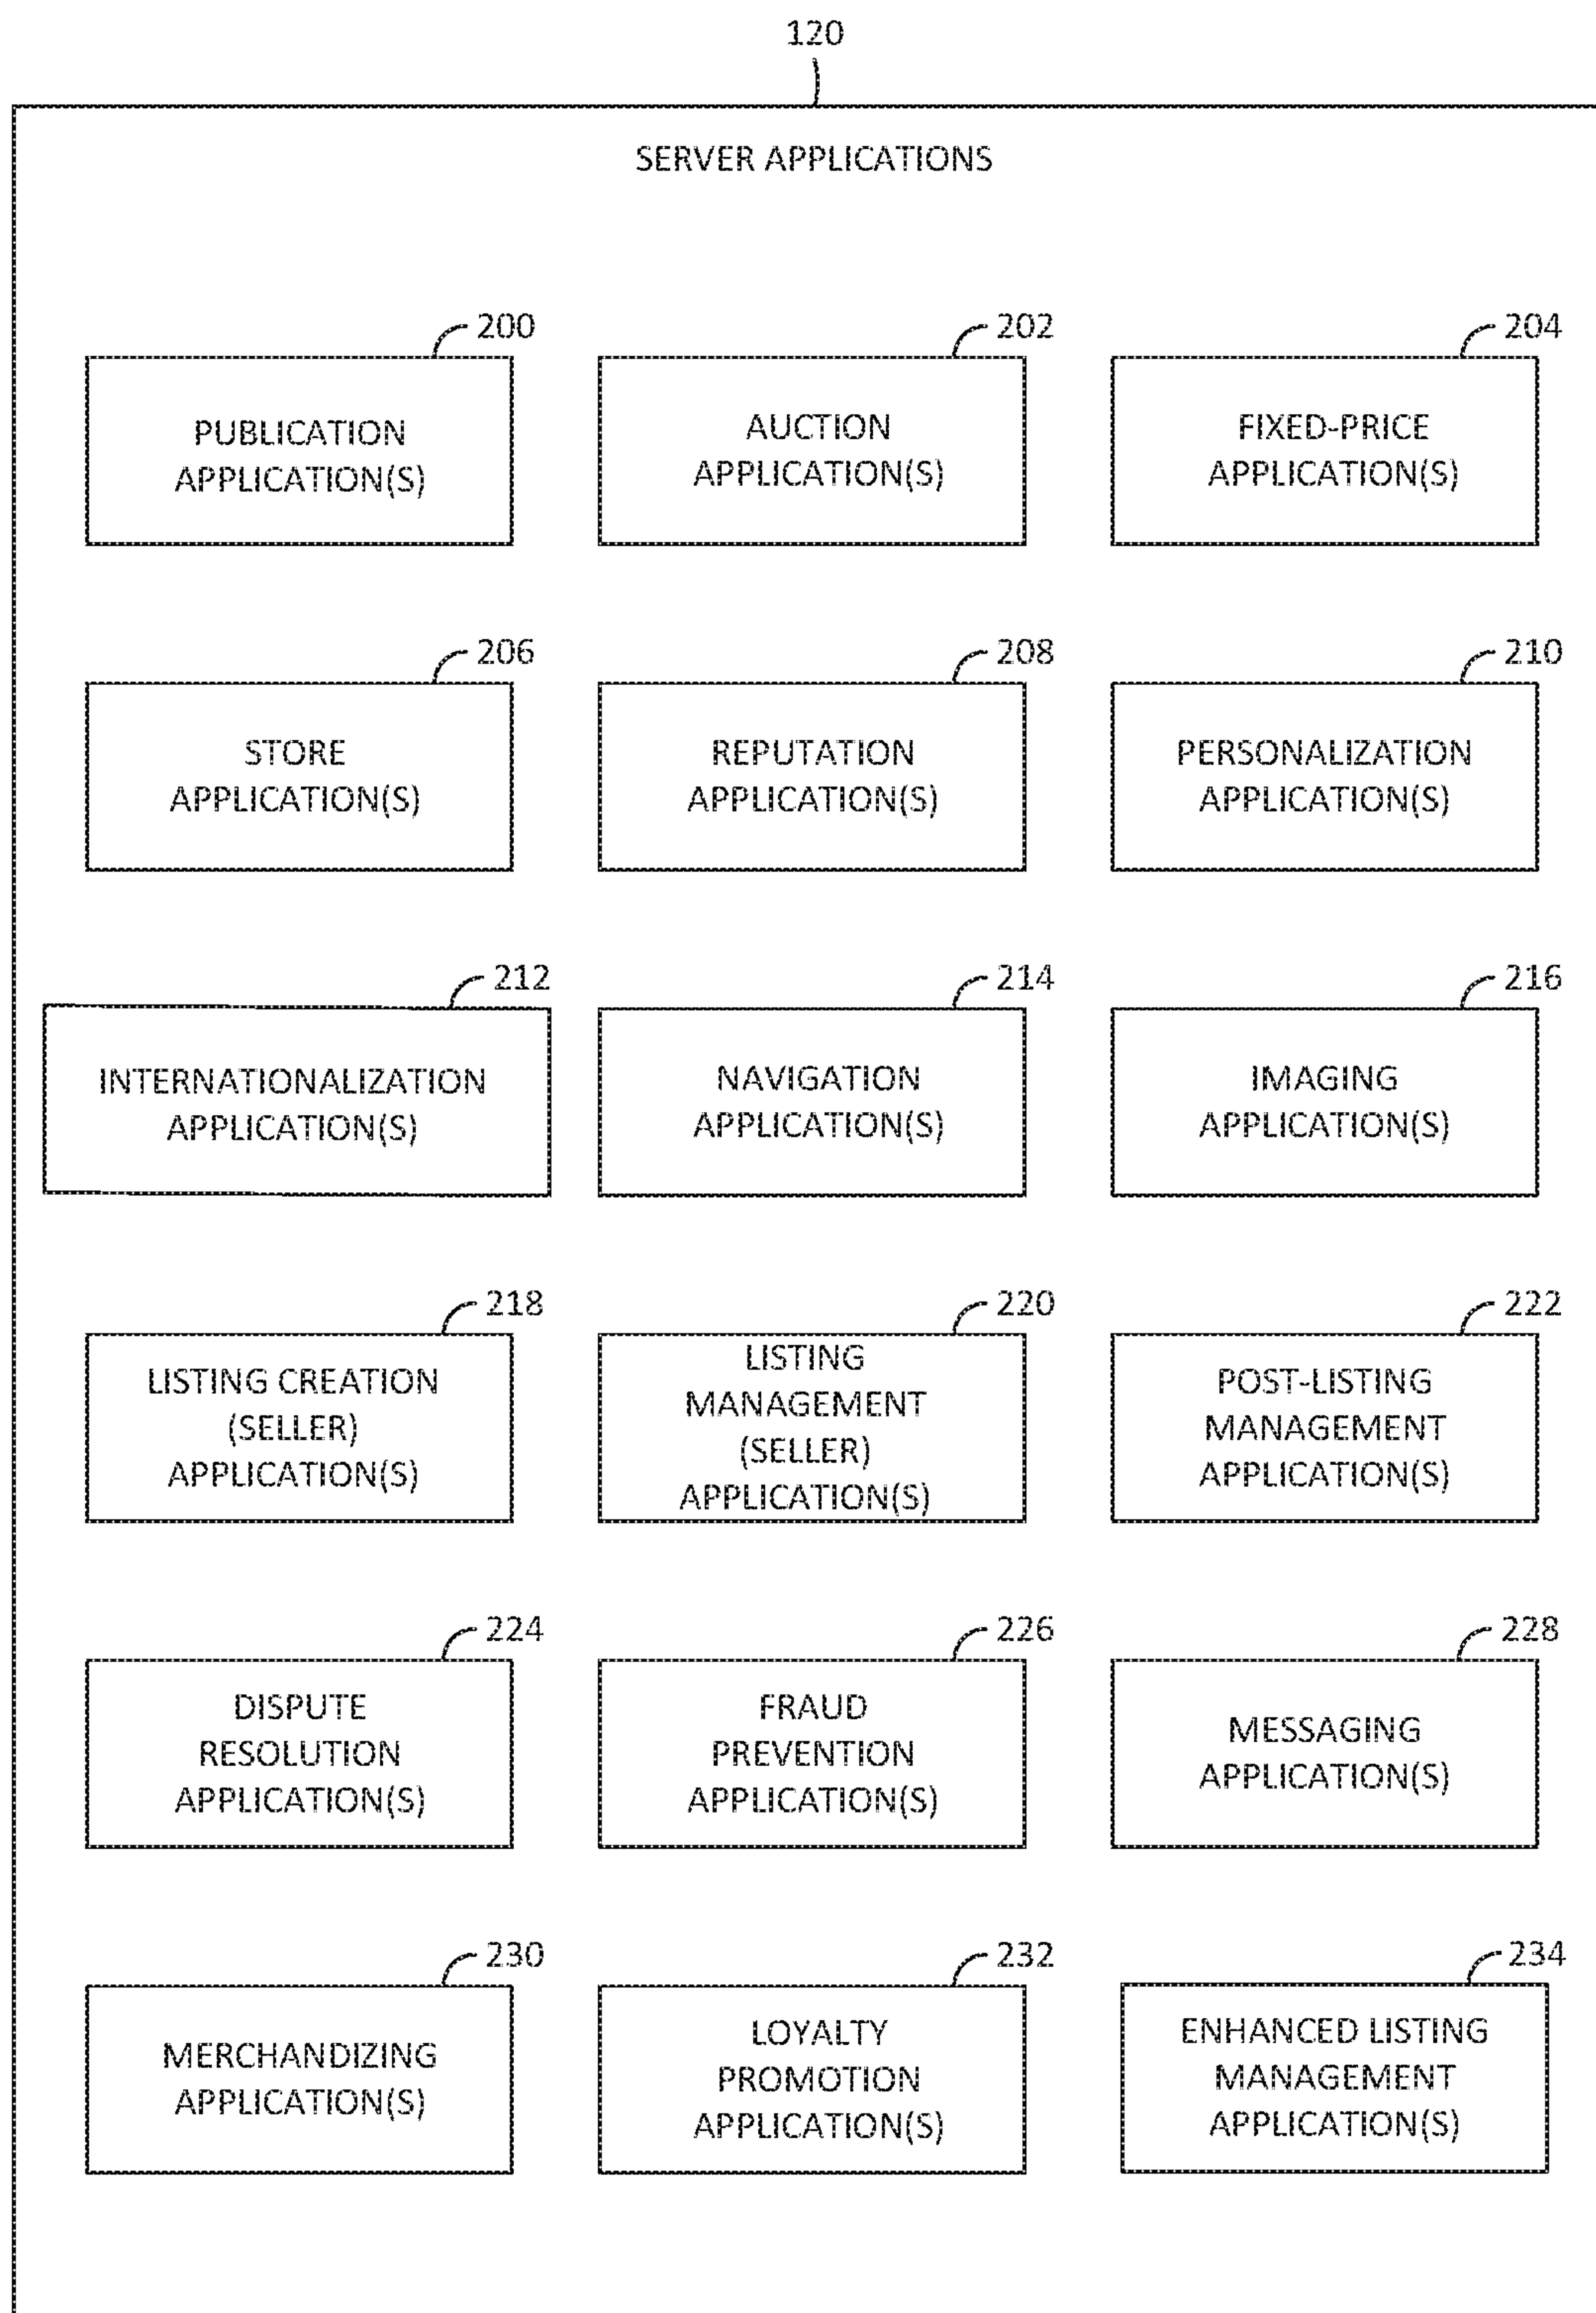 120
SERVER APPLICATIONS
200
202
204
PUBLICATION
APPLICATION(S)
AUCTION
APPLICATION(S)
FIXED-PRICE
APPLICATION(S)
206
208
210
STORE
APPLICATION(S)
REPUTATION
APPLICATION(S)
PERSONALIZATION
APPLICATION(S)
212
214
216
INTERNATIONALIZATION
APPLICATION(S)
NAVIGATION
APPLICATION(S)
IMAGING
APPLICATION(S)
218
220
222
LISTING CREATION
(SELLER)
APPLICATION(S)
LISTING
MANAGEMENT
(SELLER)
APPLICATION(S)
POST-LISTING
MANAGEMENT
APPLICATION(S)
224
226
228
DISPUTE
RESOLUTION
APPLICATION(S)
FRAUD
PREVENTION
APPLICATION(S)
MESSAGING
APPLICATION(S)
230
232
234
MERCHANDIZING
APPLICATION(S)
LOYALTY
PROMOTION
APPLICATION(S)
ENHANCED LISTING
MANAGEMENT
APPLICATION(S)